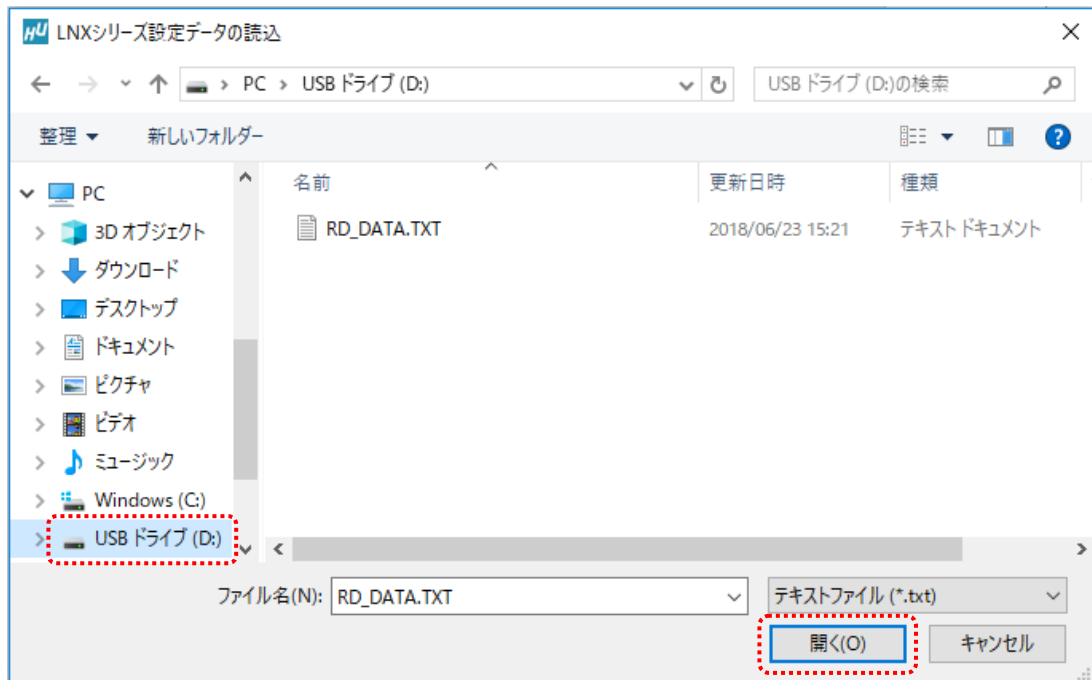 HU LNXシリーズ設定データの読込
PC › USB ドライブ (D:)
USB ドライブ (D:)の検索
整理 新しいフォルダー
名前 更新日時 種類
RD_DATA.TXT 2018/06/23 15:21 テキスト ドキュメント
PC
3D オブジェクト
ダウンロード
デスクトップ
ドキュメント
ピクチャ
ビデオ
ミュージック
Windows (C:)
USB ドライブ (D:)
ファイル名(N): RD_DATA.TXT テキストファイル (*.txt)
開く(O) キャンセル